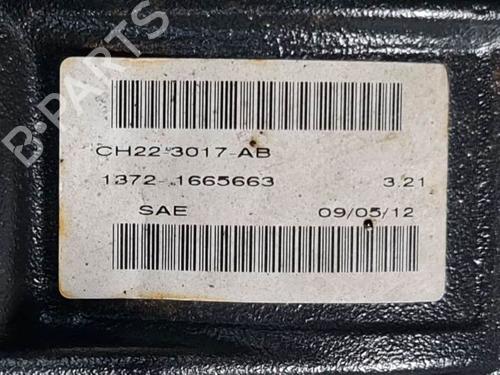 B-PARTS
CH22-3017-AB
1372 1665663 3.21
SAE 09/05/12